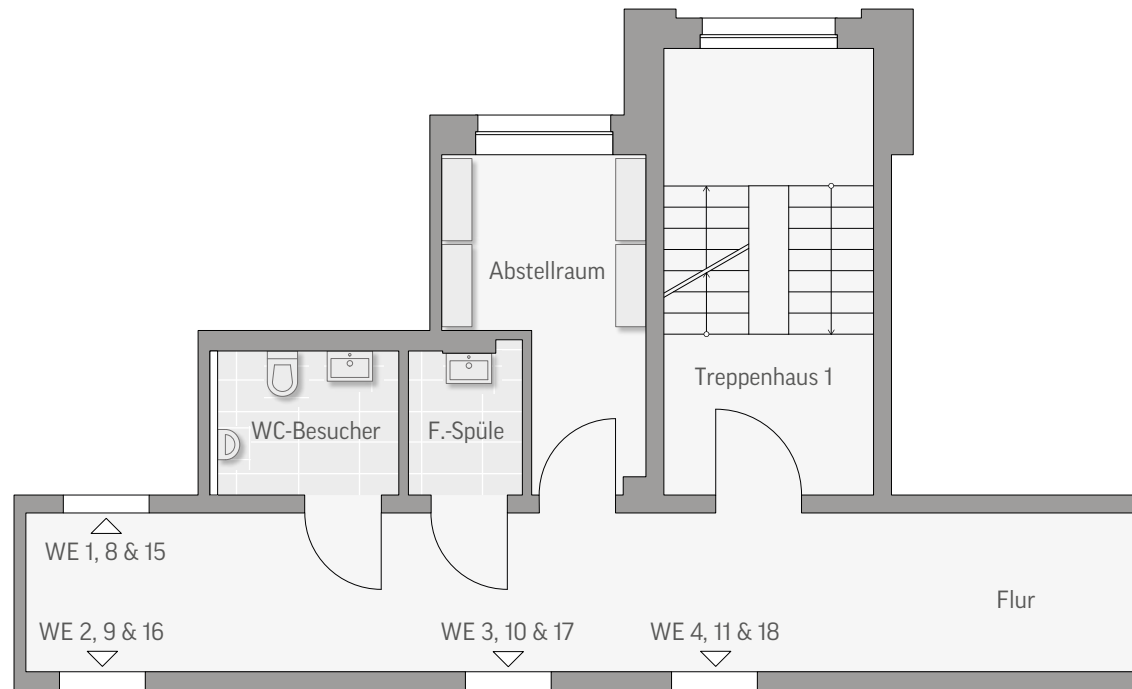 Abstellraum
Treppenhaus 1
WC-Besucher
F.-Spüle
WE 1, 8 & 15
Flur
WE 2, 9 & 16
WE 3, 10 & 17
WE 4, 11 & 18